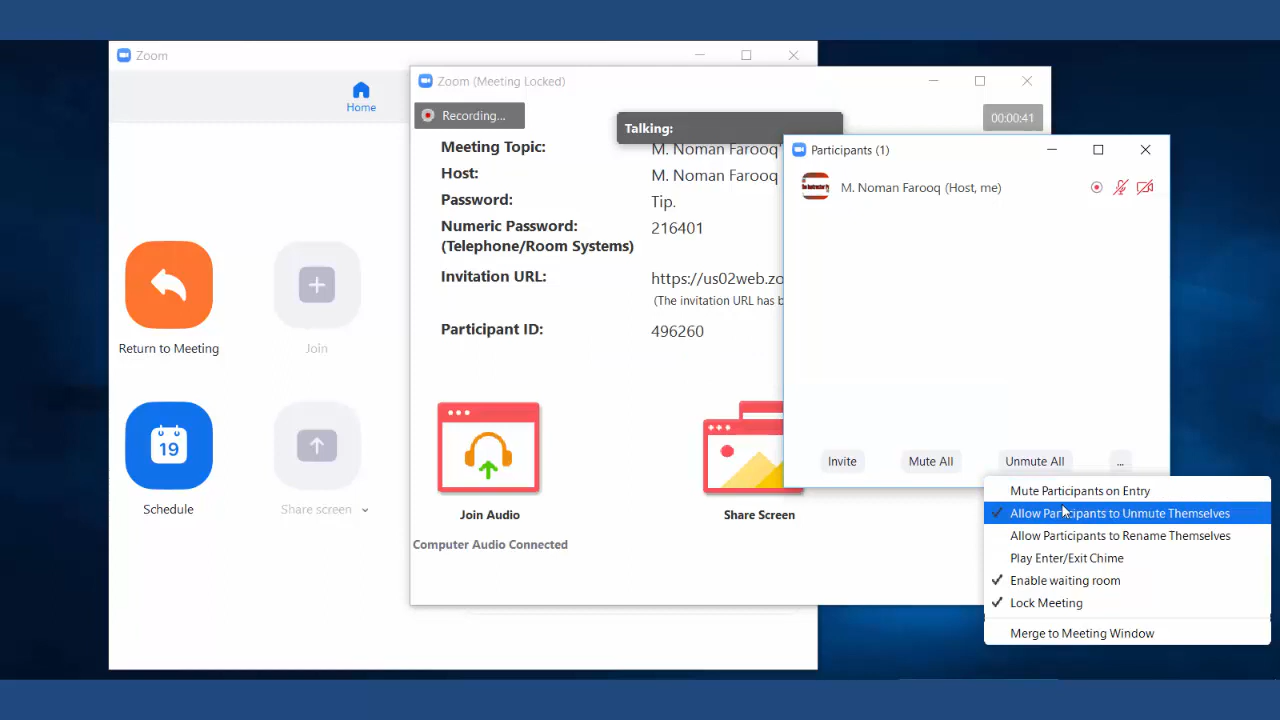 Zoom
Home
Return to Meeting
Join
19
Schedule
Share screen
Zoom (Meeting Locked)
Recording...
Talking:
00:00:41
Meeting Topic:
M. Noman Farooq'
Host:
M. Noman Farooq
Password:
Tip.
Numeric Password:
(Telephone/Room Systems)
216401
Invitation URL:
https://us02web.zo
(The invitation URL has b
Participant ID:
496260
Join Audio
Computer Audio Connected
Share Screen
Participants (1)
M. Noman Farooq (Host, me)
Invite
Mute All
Unmute All
...
Mute Participants on Entry
Allow Participants to Unmute Themselves
Allow Participants to Rename Themselves
Play Enter/Exit Chime
Enable waiting room
Lock Meeting
Merge to Meeting Window